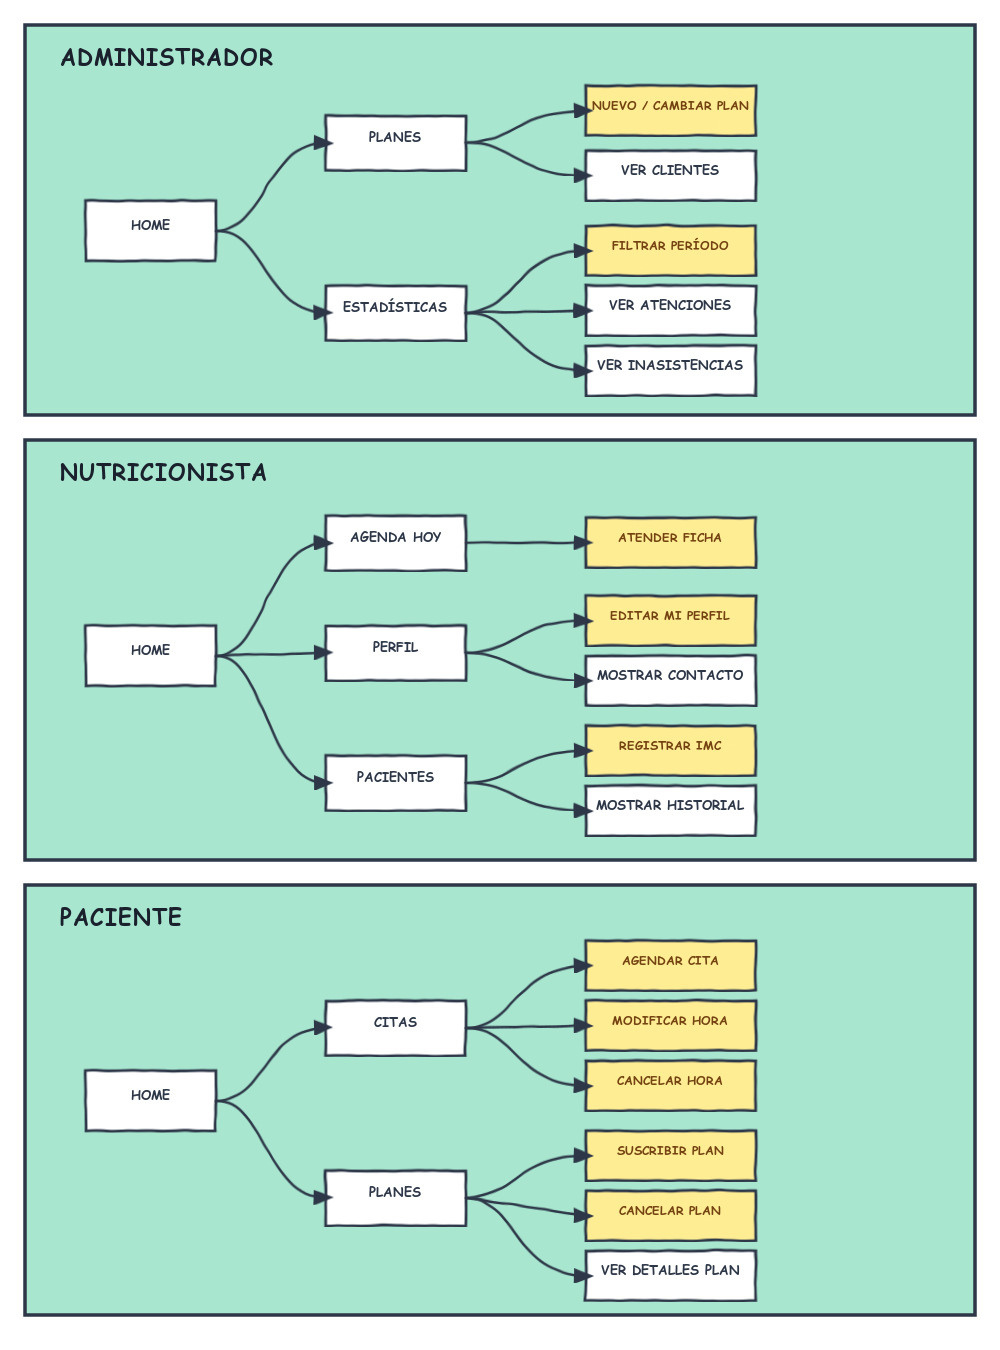 ADMINISTRADOR
HOME
PLANES
NUEVO / CAMBIAR PLAN
VER CLIENTES
ESTADÍSTICAS
FILTRAR PERÍODO
VER ATENCIONES
VER INASISTENCIAS
NUTRICIONISTA
HOME
AGENDA HOY
ATENDER FICHA
PERFIL
EDITAR MI PERFIL
MOSTRAR CONTACTO
PACIENTES
REGISTRAR IMC
MOSTRAR HISTORIAL
PACIENTE
HOME
CITAS
AGENDAR CITA
MODIFICAR HORA
CANCELAR HORA
PLANES
SUSCRIBIR PLAN
CANCELAR PLAN
VER DETALLES PLAN